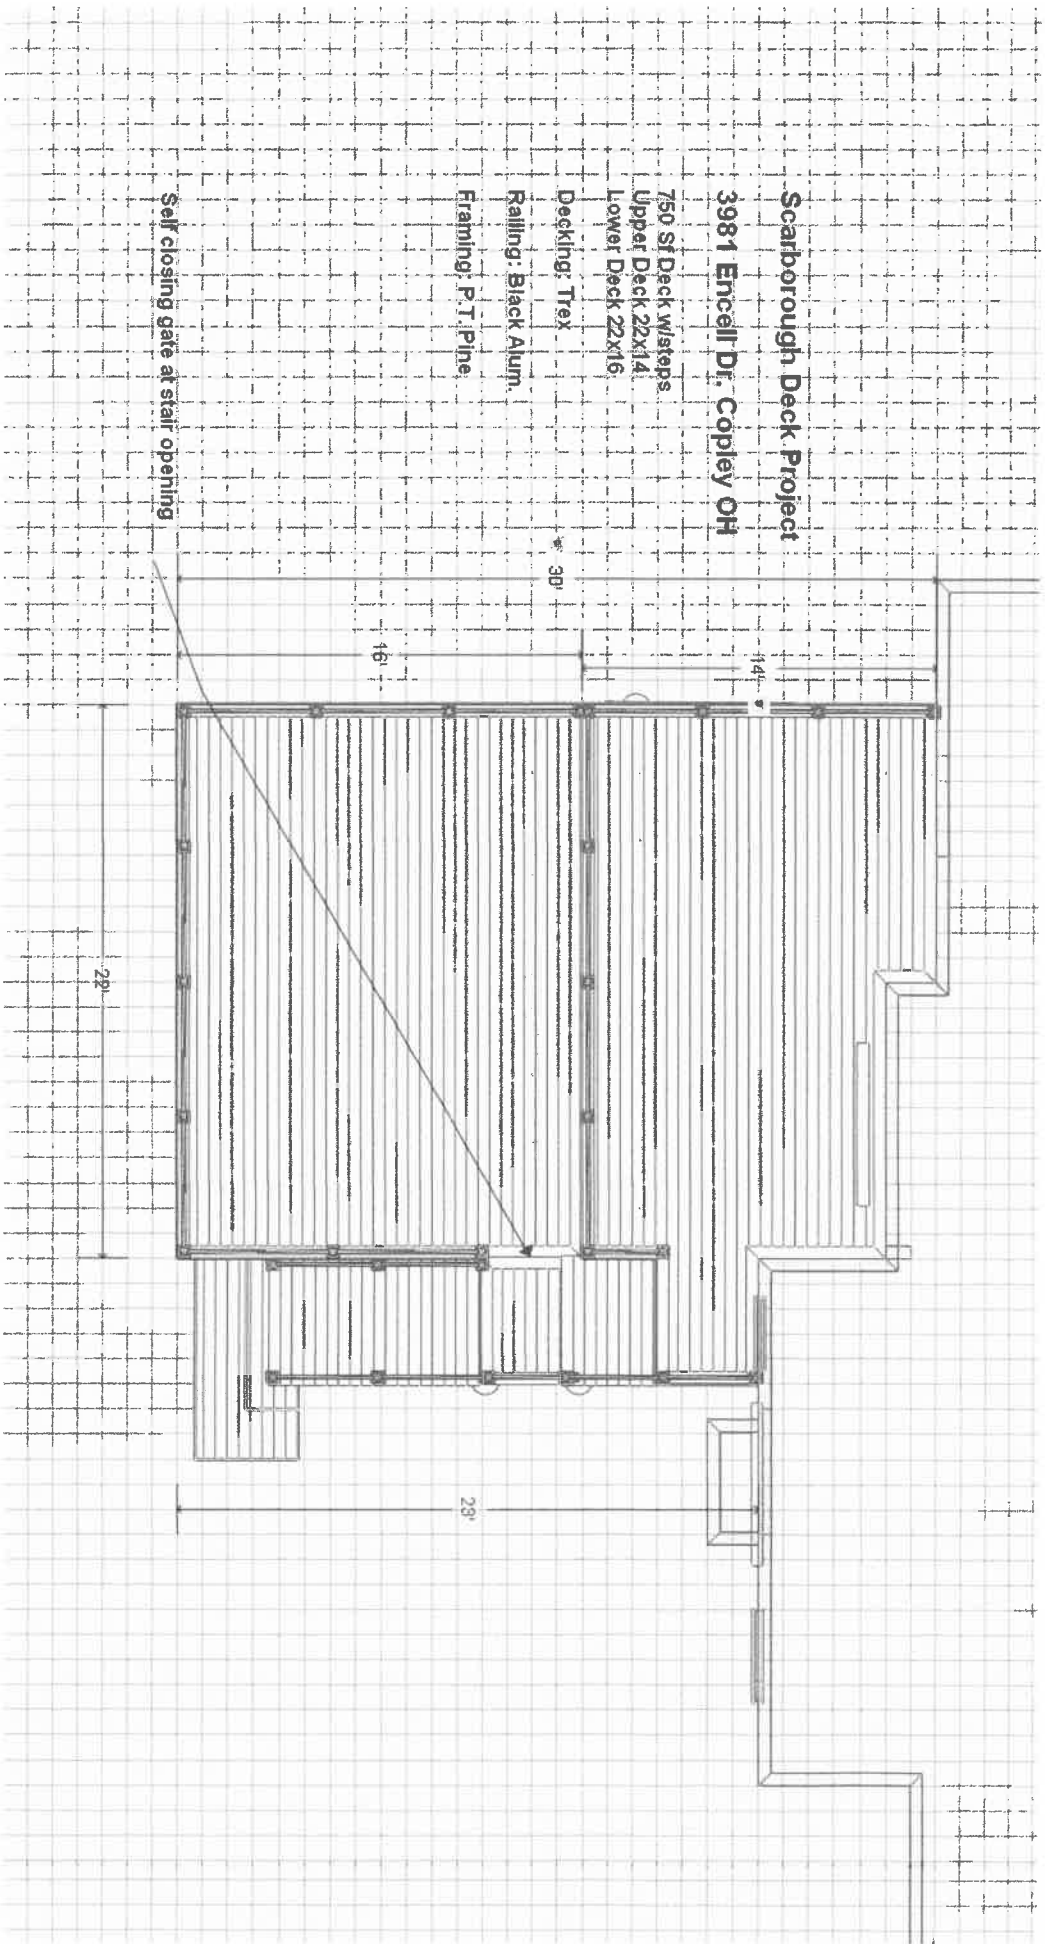 Scarborough Deck Project
3981 Encell Dr, Copley OH
750 Sf Deck w/steps
Upper Deck 22x14
Lower Deck 22x16
Decking: Trex
Railing: Black Alum.
Framing: P.T. Pine
Self closing gate at stair opening
30'
16'
14'
22'
23'